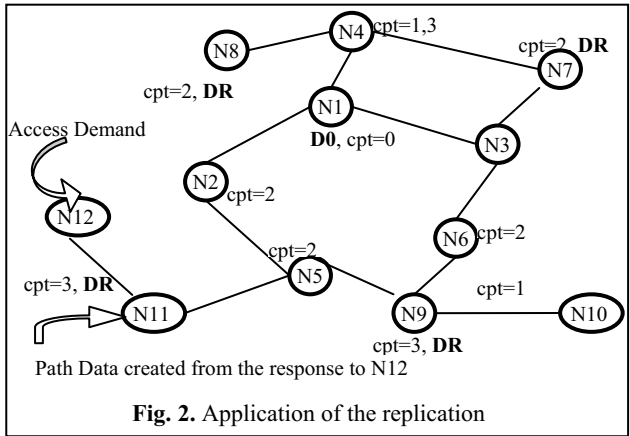 N4 cpt=1,3
N8
cpt=2, DR
N7
cpt=2, DR
N1
D0, cpt=0
Access Demand
N3
N2
cpt=2
N12
N6 cpt=2
cpt=2
N5
cpt=3, DR
N11
cpt=1
N9
N10
cpt=3, DR
Path Data created from the response to N12
Fig. 2. Application of the replication